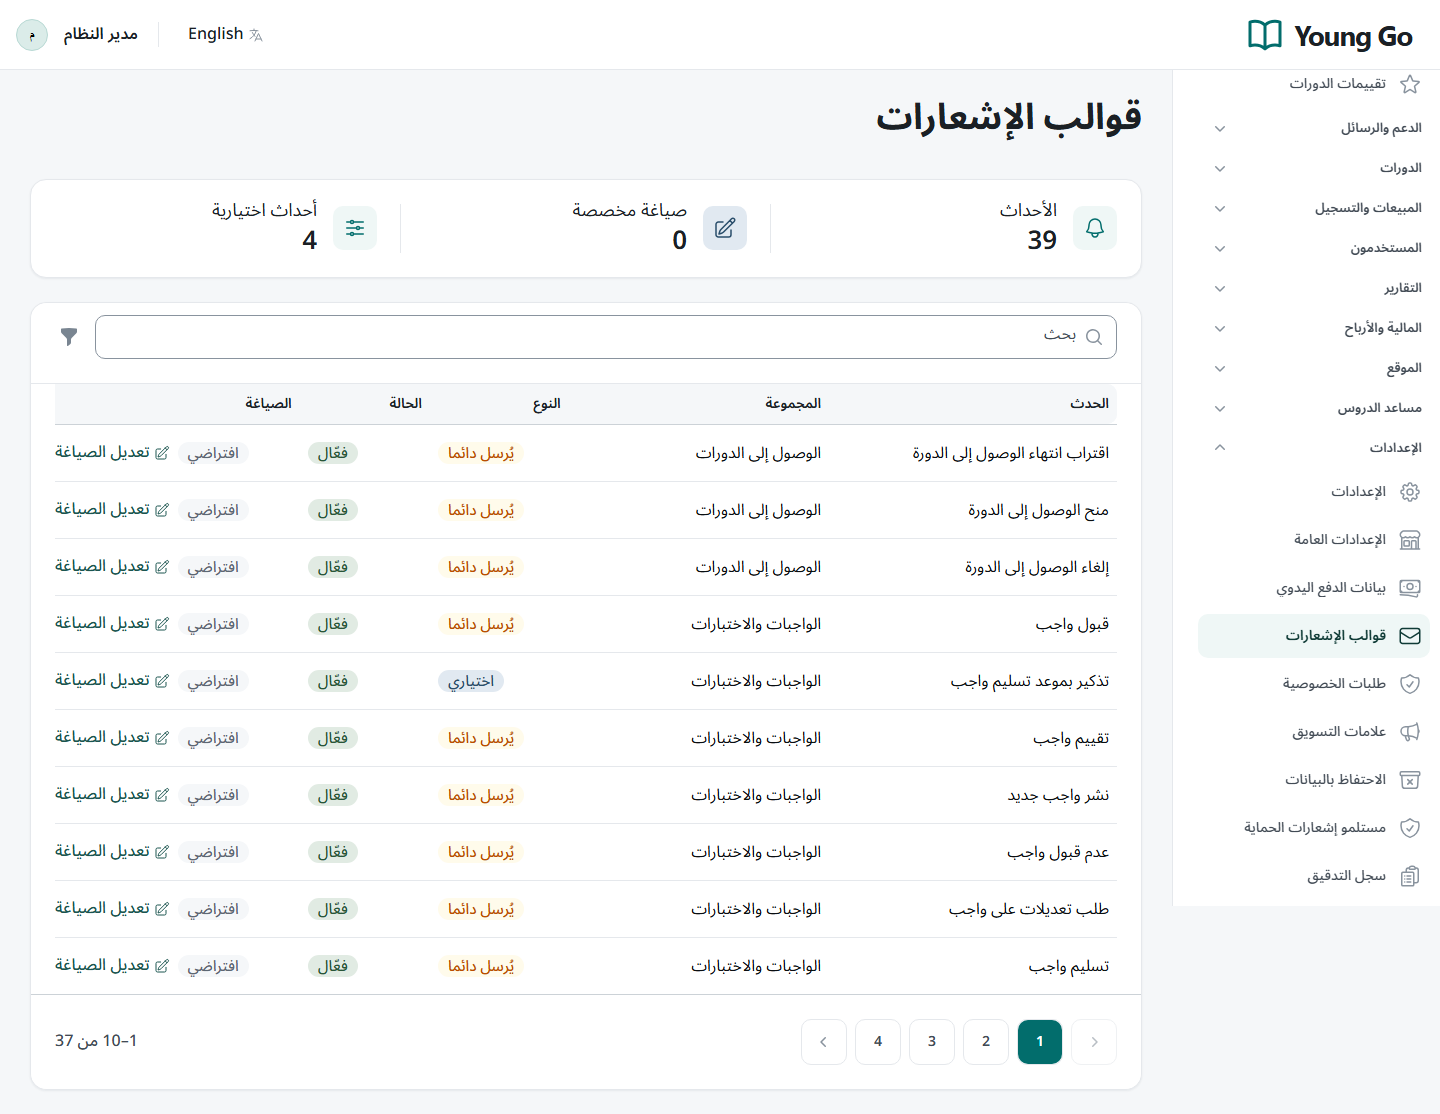 Young Go
English
مدير النظام
م
تقييمات الدورات
الدعم والرسائل
الدورات
المبيعات والتسجيل
المستخدمون
التقارير
المالية والأرباح
الموقع
مساعد الدروس
الإعدادات
الإعدادات
الإعدادات العامة
بيانات الدفع اليدوي
قوالب الإشعارات
طلبات الخصوصية
علامات التسويق
الاحتفاظ بالبيانات
مستلمو إشعارات الحماية
سجل التدقيق
قوالب الإشعارات
الأحداث
39
صياغة مخصصة
0
أحداث اختيارية
4
بحث
الحدث المجموعة النوع الحالة الصياغة
اقتراب انتهاء الوصول إلى الدورة الوصول إلى الدورات يُرسل دائما فعّال افتراضي تعديل الصياغة
منح الوصول إلى الدورة الوصول إلى الدورات يُرسل دائما فعّال افتراضي تعديل الصياغة
إلغاء الوصول إلى الدورة الوصول إلى الدورات يُرسل دائما فعّال افتراضي تعديل الصياغة
قبول واجب الواجبات والاختبارات يُرسل دائما فعّال افتراضي تعديل الصياغة
تذكير بموعد تسليم واجب الواجبات والاختبارات اختياري فعّال افتراضي تعديل الصياغة
تقييم واجب الواجبات والاختبارات يُرسل دائما فعّال افتراضي تعديل الصياغة
نشر واجب جديد الواجبات والاختبارات يُرسل دائما فعّال افتراضي تعديل الصياغة
عدم قبول واجب الواجبات والاختبارات يُرسل دائما فعّال افتراضي تعديل الصياغة
طلب تعديلات على واجب الواجبات والاختبارات يُرسل دائما فعّال افتراضي تعديل الصياغة
تسليم واجب الواجبات والاختبارات يُرسل دائما فعّال افتراضي تعديل الصياغة
1 2 3 4
1–10 من 37